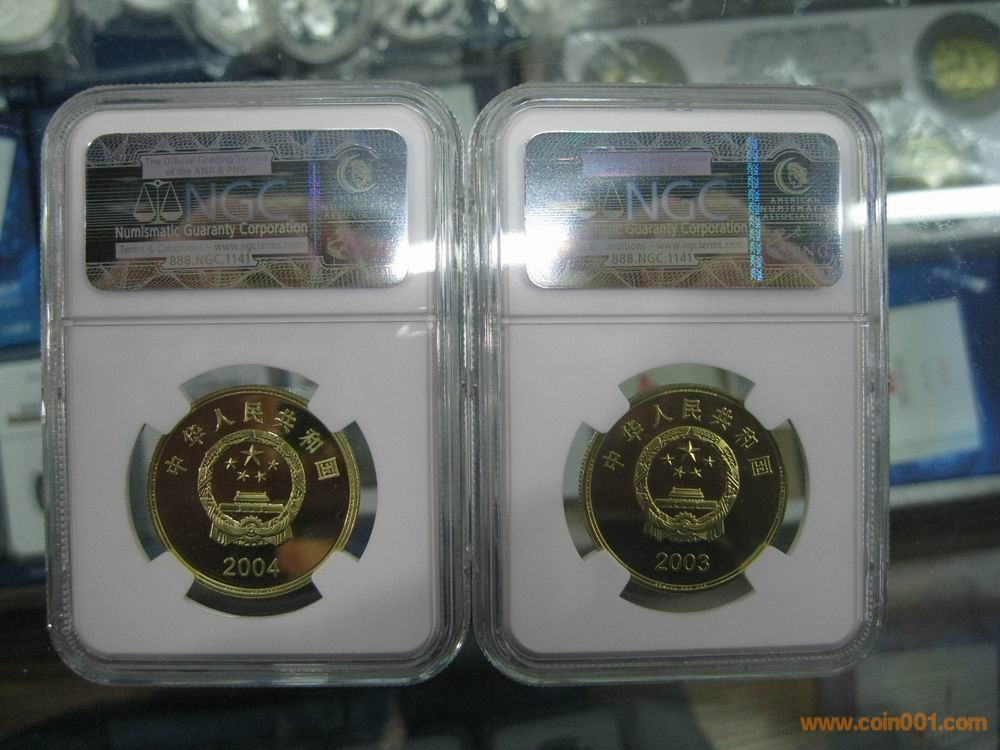 The Official Grading Service
of the ANA & PNG
NGC
Numismatic Guaranty Corporation
Terms & Conditions – www.ngcterms.com
888.NGC.1141
中华人民共和国
2004
NGC
AMERICAN
NUMISMATIC
ASSOCIATION
Numismatic Guaranty Corporation
& Conditions – www.ngcterms.com
888.NGC.1141
中华人民共和国
2003
www.coin001.com